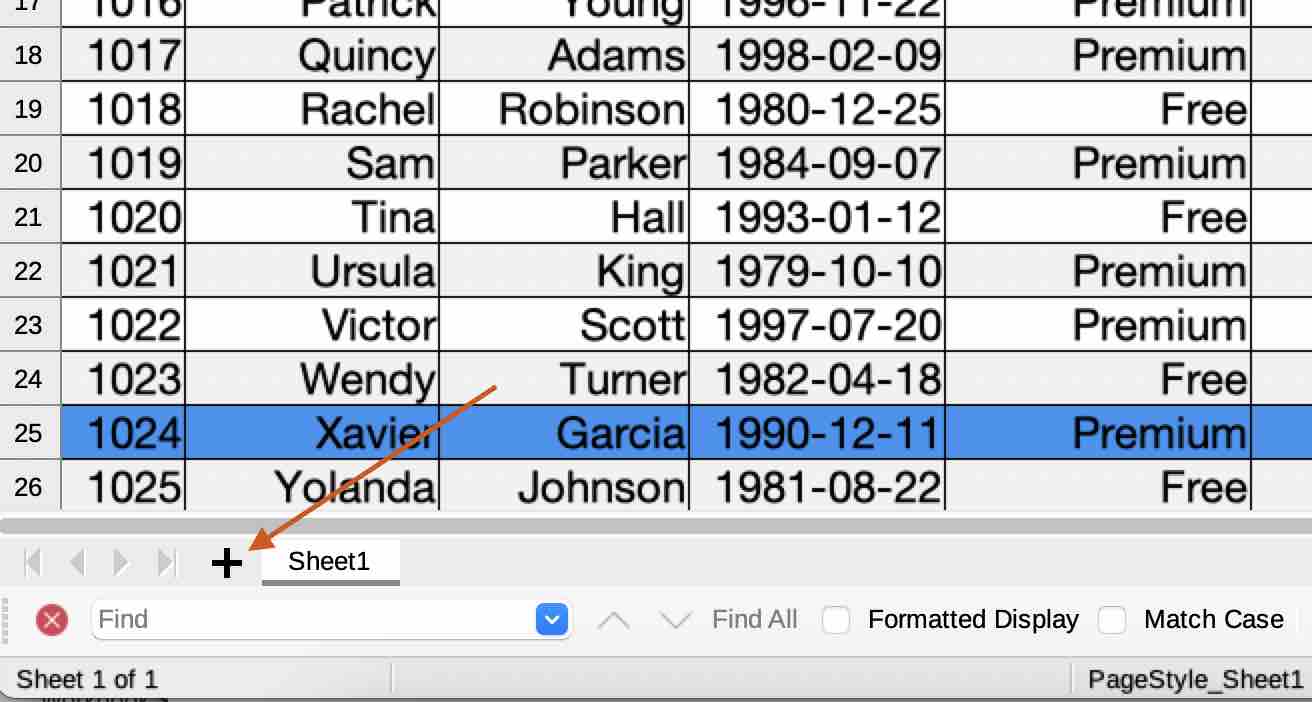 17 1016 Patrick Young 1996-11-22 Premium
18 1017 Quincy Adams 1998-02-09 Premium
19 1018 Rachel Robinson 1980-12-25 Free
20 1019 Sam Parker 1984-09-07 Premium
21 1020 Tina Hall 1993-01-12 Free
22 1021 Ursula King 1979-10-10 Premium
23 1022 Victor Scott 1997-07-20 Premium
24 1023 Wendy Turner 1982-04-18 Free
25 1024 Xavier Garcia 1990-12-11 Premium
26 1025 Yolanda Johnson 1981-08-22 Free
Sheet1
Find Find All Formatted Display Match Case
Sheet 1 of 1 PageStyle_Sheet1